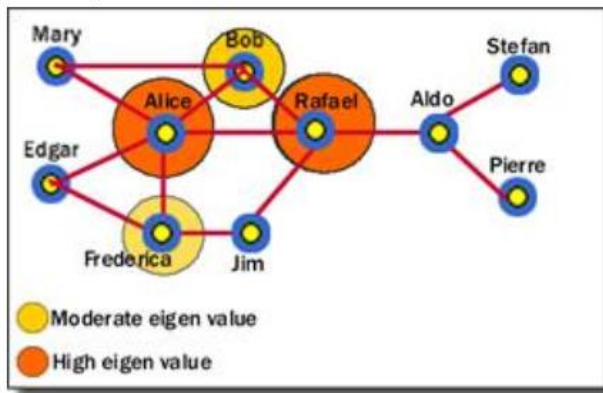 Mary
Bob
Stefan
Alice
Rafael
Aldo
Edgar
Pierre
Frederica
Jim
Moderate eigen value
High eigen value